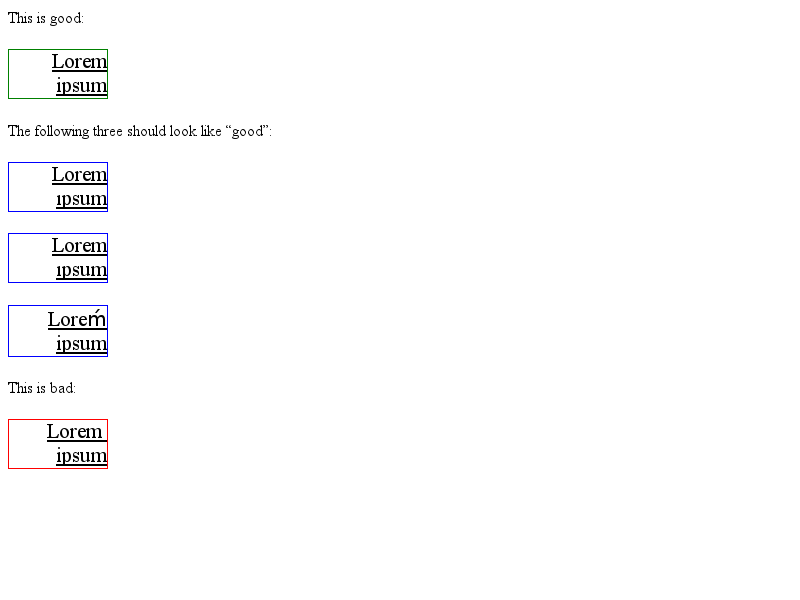 This is good:
Lorem
ipsum
The following three should look like “good”:
Lorem
ıpsum
Lorem
ıpsum
Loreḿ
ipsum
This is bad:
Lorem
ipsum